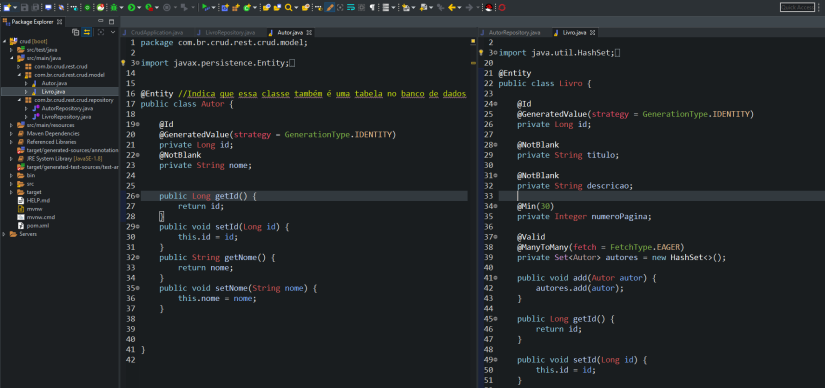 Quick Access
Package Explorer
crud [boot]
src/test/java
src/main/java
com.br.crud.rest.crud
com.br.crud.rest.crud.model
Autor.java
Livro.java
com.br.crud.rest.crud.repository
AutorRepository.java
LivroRepository.java
src/main/resources
Maven Dependencies
Referenced Libraries
target/generated-sources/annotation
JRE System Library [JavaSE-1.8]
target/generated-test-sources/test-an
bin
src
target
HELP.md
mvnw
mvnw.cmd
pom.xml
Servers
CrudApplication.java
LivroRepository.java
Autor.java
1 package com.br.crud.rest.crud.model;
2
3 import javax.persistence.Entity;
14
15
16 @Entity //Indica que essa classe também é uma tabela no banco de dados
17 public class Autor {
18
19 @Id
20 @GeneratedValue(strategy = GenerationType.IDENTITY)
21 private Long id;
22 @NotBlank
23 private String nome;
24
25
26 public Long getId() {
27 return id;
28 }
29 public void setId(Long id) {
30 this.id = id;
31 }
32 public String getNome() {
33 return nome;
34 }
35 public void setNome(String nome) {
36 this.nome = nome;
37 }
38
39
40
41 }
42
AutorRepository.java
Livro.java
2
3 import java.util.HashSet;
20
21 @Entity
22 public class Livro {
23
24 @Id
25 @GeneratedValue(strategy = GenerationType.IDENTITY)
26 private Long id;
27
28 @NotBlank
29 private String titulo;
30
31 @NotBlank
32 private String descricao;
33
34 @Min(30)
35 private Integer numeroPagina;
36
37 @Valid
38 @ManyToMany(fetch = FetchType.EAGER)
39 private Set<Autor> autores = new HashSet<>();
40
41 public void add(Autor autor) {
42 autores.add(autor);
43 }
44
45 public Long getId() {
46 return id;
47 }
48
49 public void setId(Long id) {
50 this.id = id;
51 }